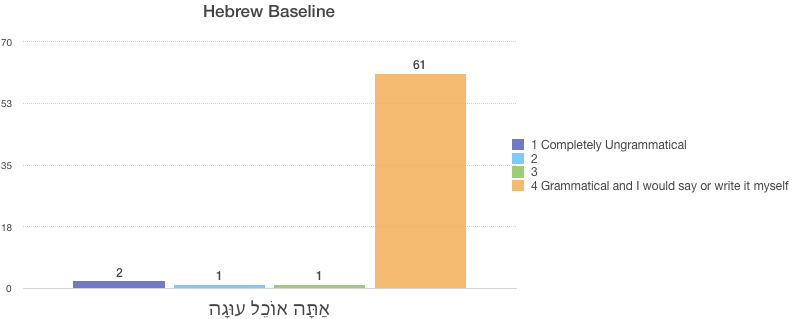 Hebrew Baseline
70
53
35
18
0
2
1
1
61
אַתָּה אוֹכֵל עוּגָה
1 Completely Ungrammatical
2
3
4 Grammatical and I would say or write it myself